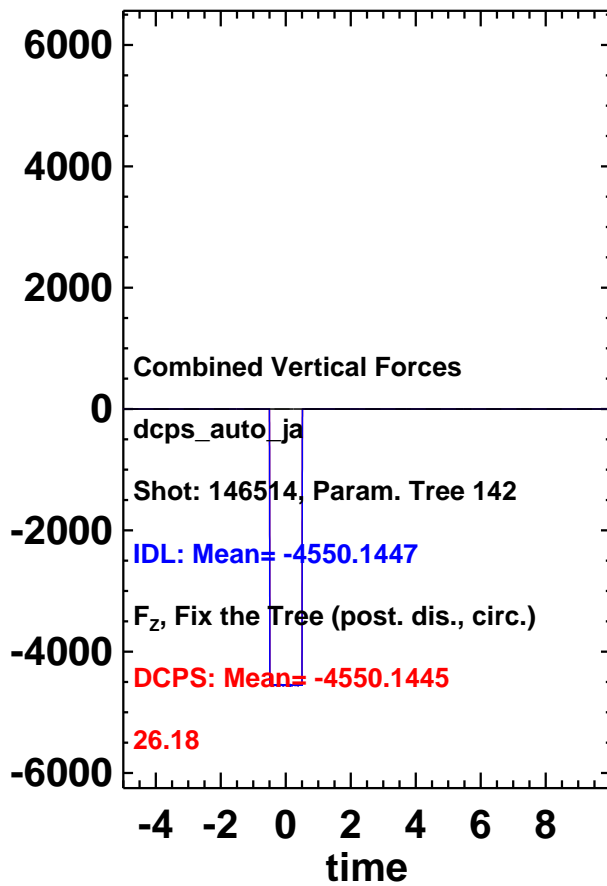 6000
4000
2000
Combined Vertical Forces
0
dcps_auto_ja
Shot: 146514, Param. Tree 142
-2000
IDL: Mean= -4550.1447
F_Z, Fix the Tree (post. dis., circ.)
-4000
DCPS: Mean= -4550.1445
26.18
-6000
-4 -2 0 2 4 6 8
time